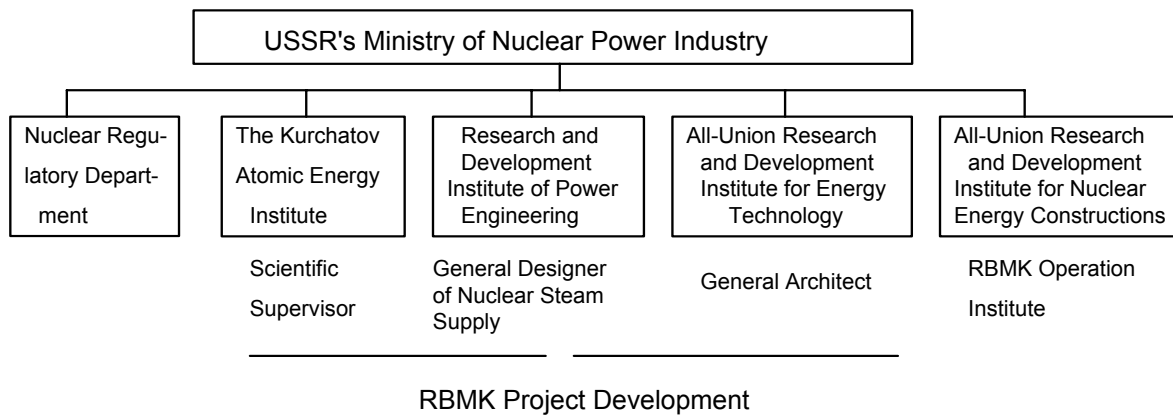 USSR's Ministry of Nuclear Power Industry
Nuclear Regu-
latory Depart-
ment
The Kurchatov
Atomic Energy
Institute
Research and
Development
Institute of Power
Engineering
All-Union Research
and Development
Institute for Energy
Technology
All-Union Research
and Development
Institute for Nuclear
Energy Constructions
Scientific
Supervisor
General Designer
of Nuclear Steam
Supply
General Architect
RBMK Operation
Institute
RBMK Project Development